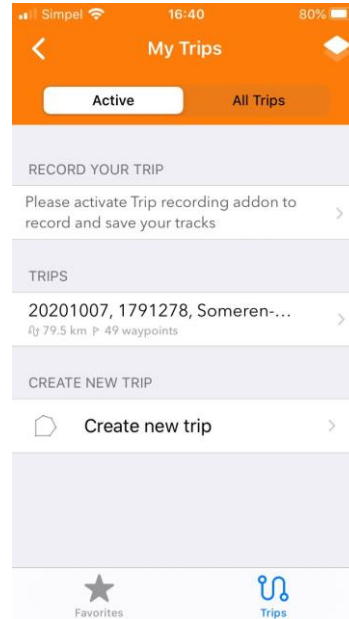 Simpel 16:40 80%
My Trips
Active All Trips
RECORD YOUR TRIP
Please activate Trip recording addon to
record and save your tracks
TRIPS
20201007, 1791278, Someren-...
79.5 km 49 waypoints
CREATE NEW TRIP
Create new trip
Favorites Trips